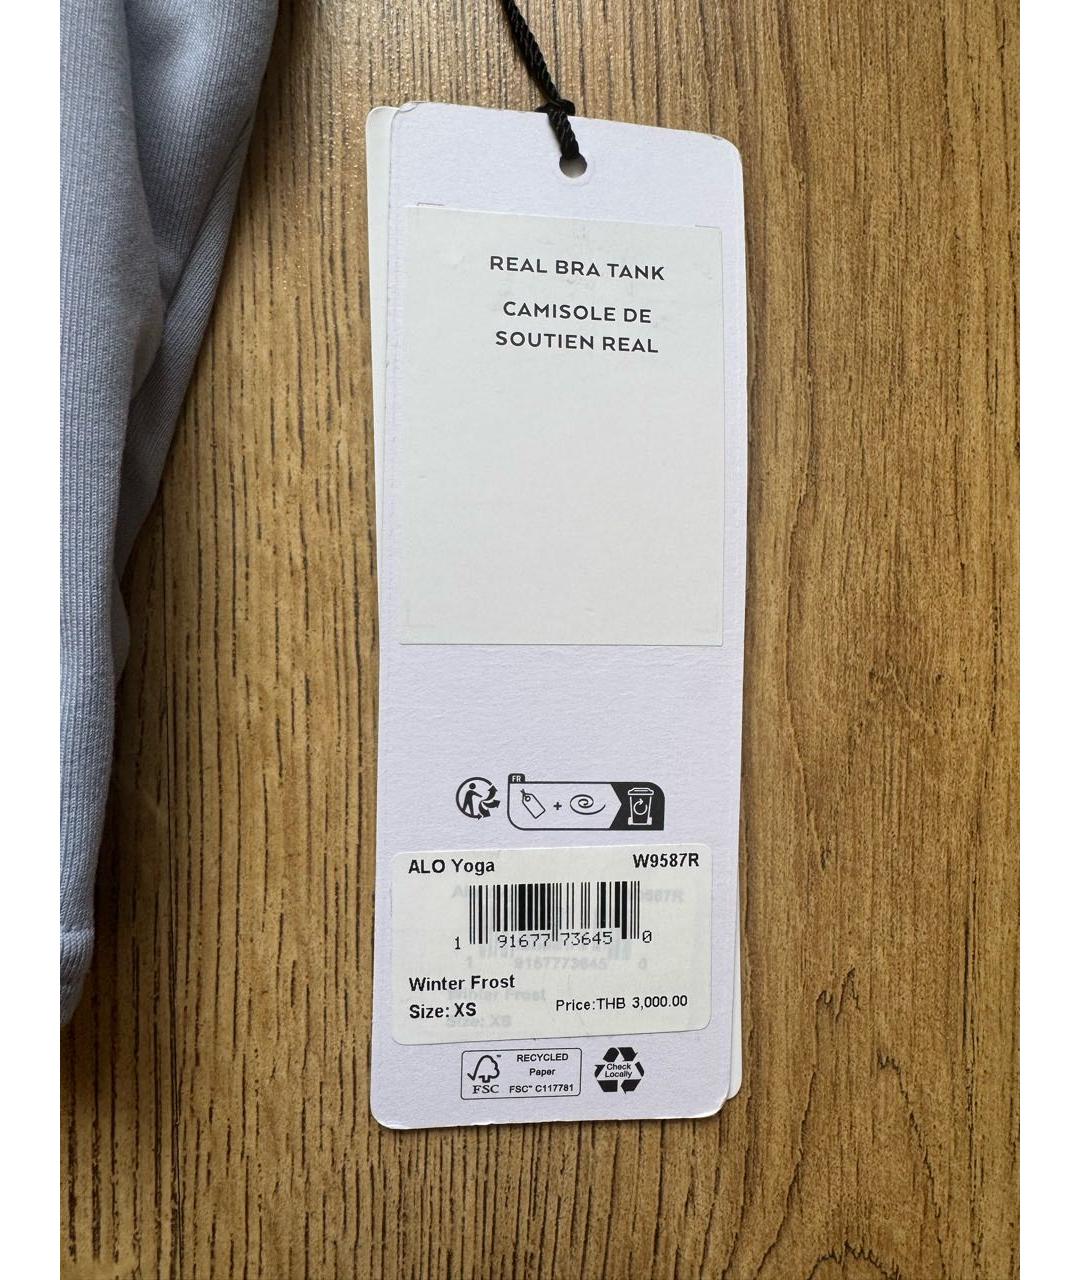 REAL BRA TANK
CAMISOLE DE
SOUTIEN REAL
FR
+
ALO Yoga W9587R
1 91677 73645 0
Winter Frost
Size: XS Price:THB 3,000.00
FSC
RECYCLED
Paper
FSC™ C117781
Check
Locally